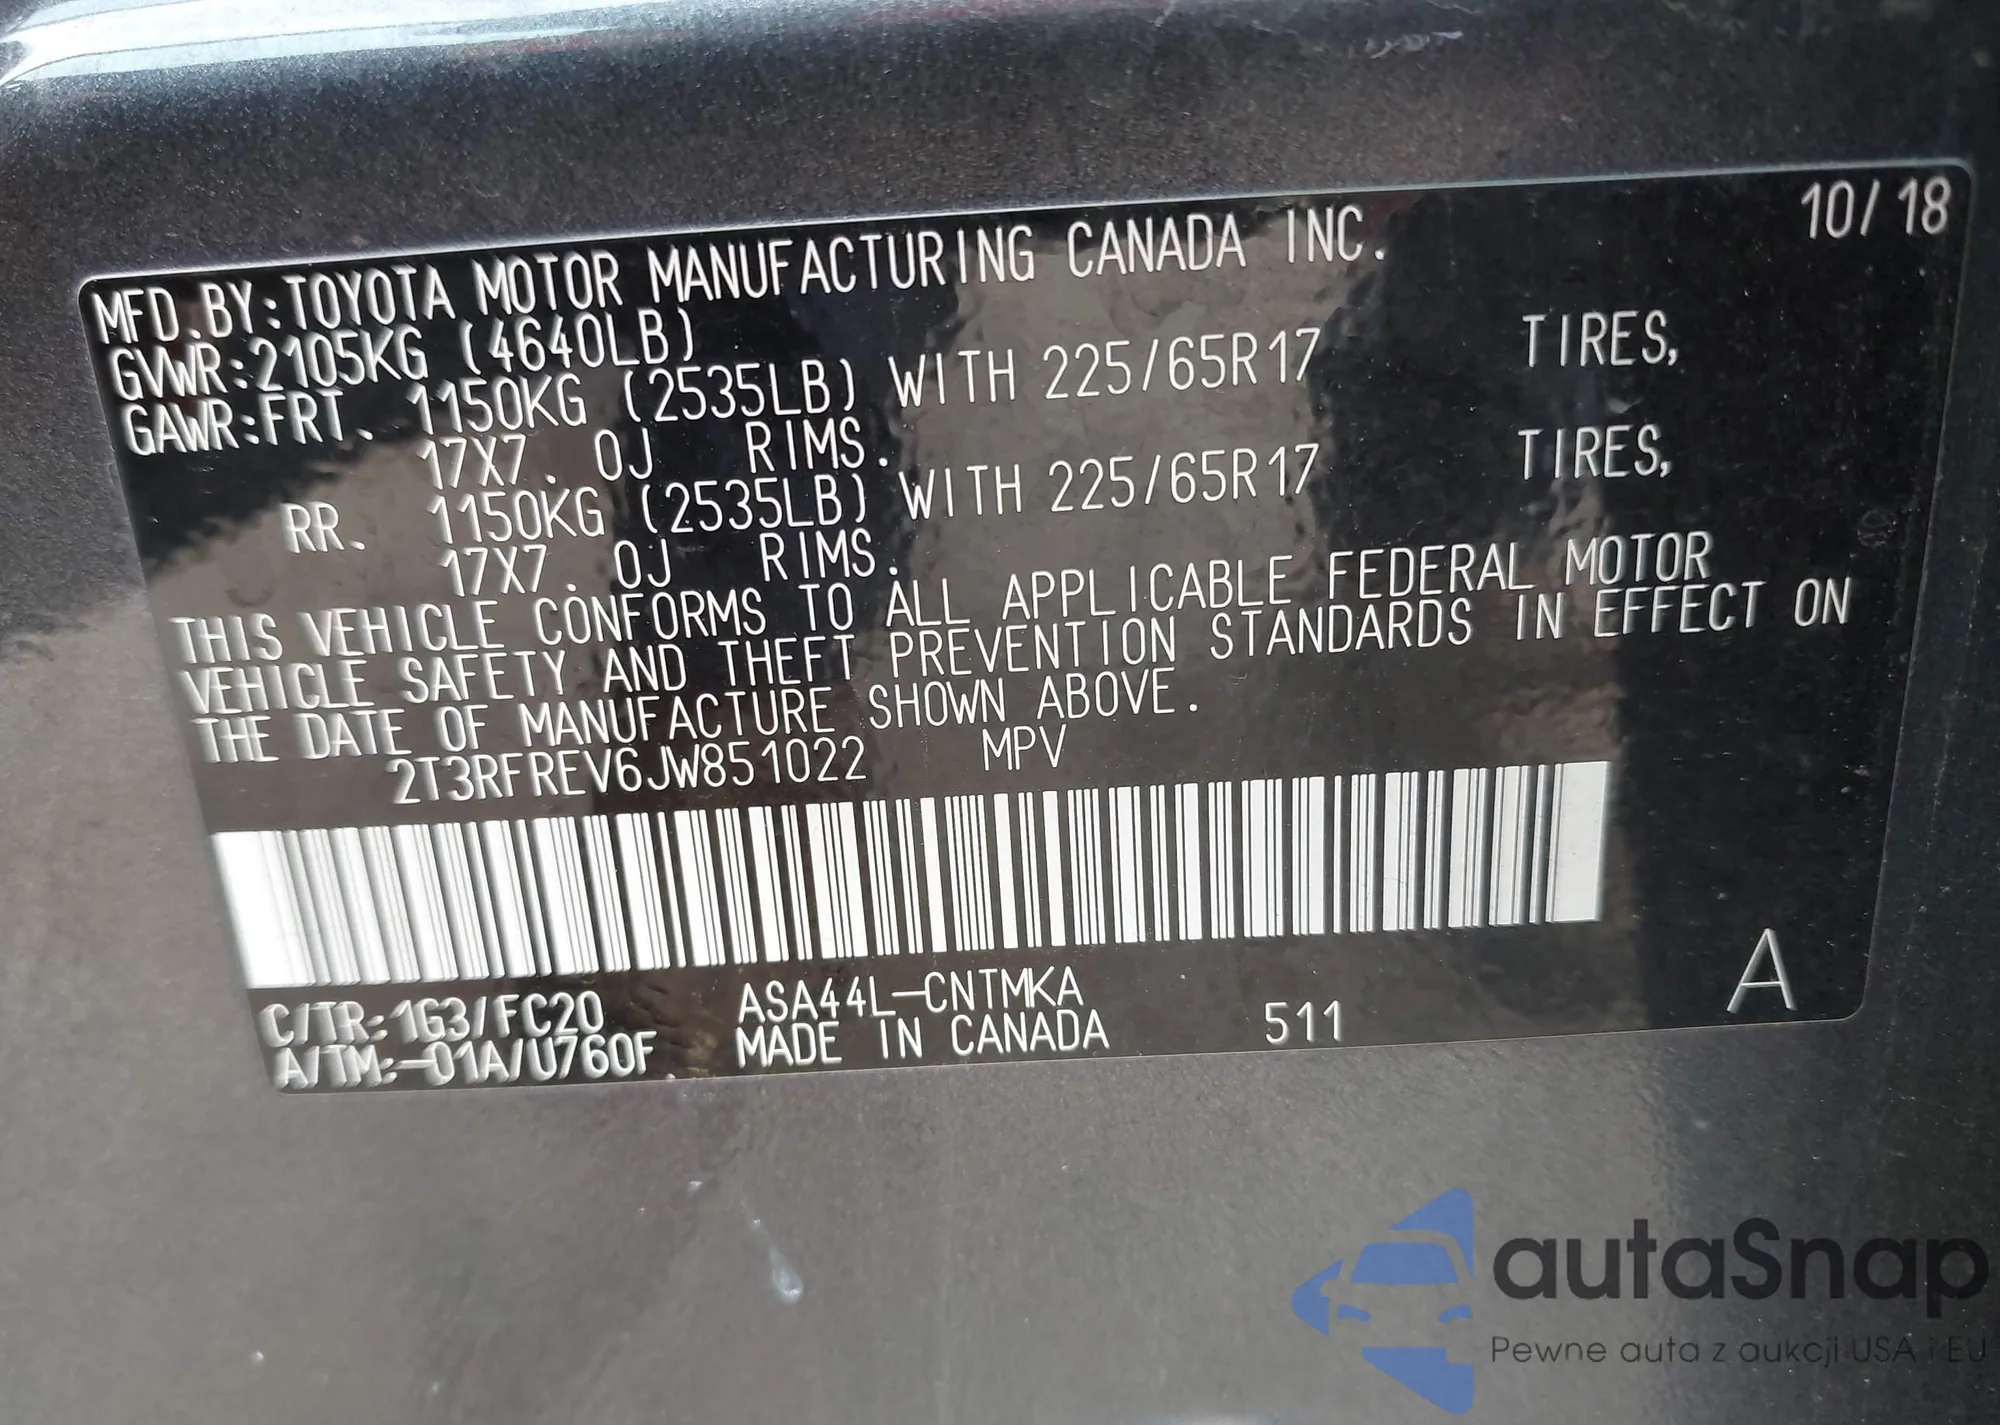 10/18
MFD.BY:TOYOTA MOTOR MANUFACTURING CANADA INC.
GVWR:2105KG (4640LB)
GAWR:FRT. 1150KG (2535LB) WITH 225/65R17 TIRES,
17X7.0J RIMS.
RR. 1150KG (2535LB) WITH 225/65R17 TIRES,
17X7.0J RIMS.
THIS VEHICLE CONFORMS TO ALL APPLICABLE FEDERAL MOTOR
VEHICLE SAFETY AND THEFT PREVENTION STANDARDS IN EFFECT ON
THE DATE OF MANUFACTURE SHOWN ABOVE.
2T3RFREV6JW851022 MPV
C/TR:1G3/FC20 ASA44L-CNTMKA
A/TM:-01A/U760F MADE IN CANADA 511 A
autaSnap
Pewne auta z aukcji USA i EU